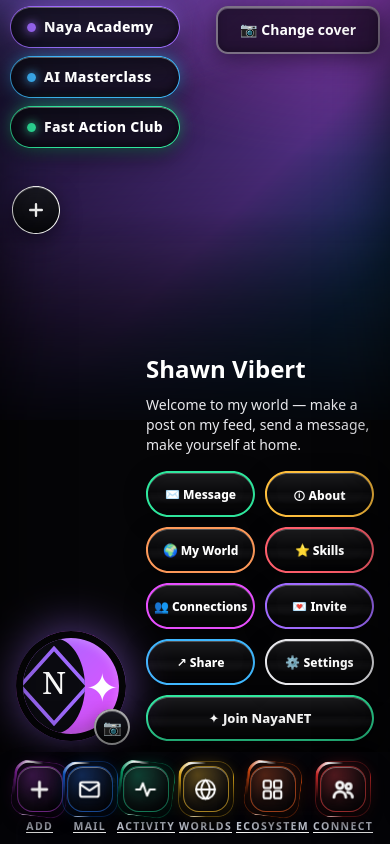 Naya Academy
Change cover
AI Masterclass
Fast Action Club
Shawn Vibert
Welcome to my world — make a
post on my feed, send a message,
make yourself at home.
Message
About
My World
Skills
Connections
Invite
Share
Settings
Join NayaNET
N
ADD
MAIL
ACTIVITY
WORLDS
ECOSYSTEM
CONNECT